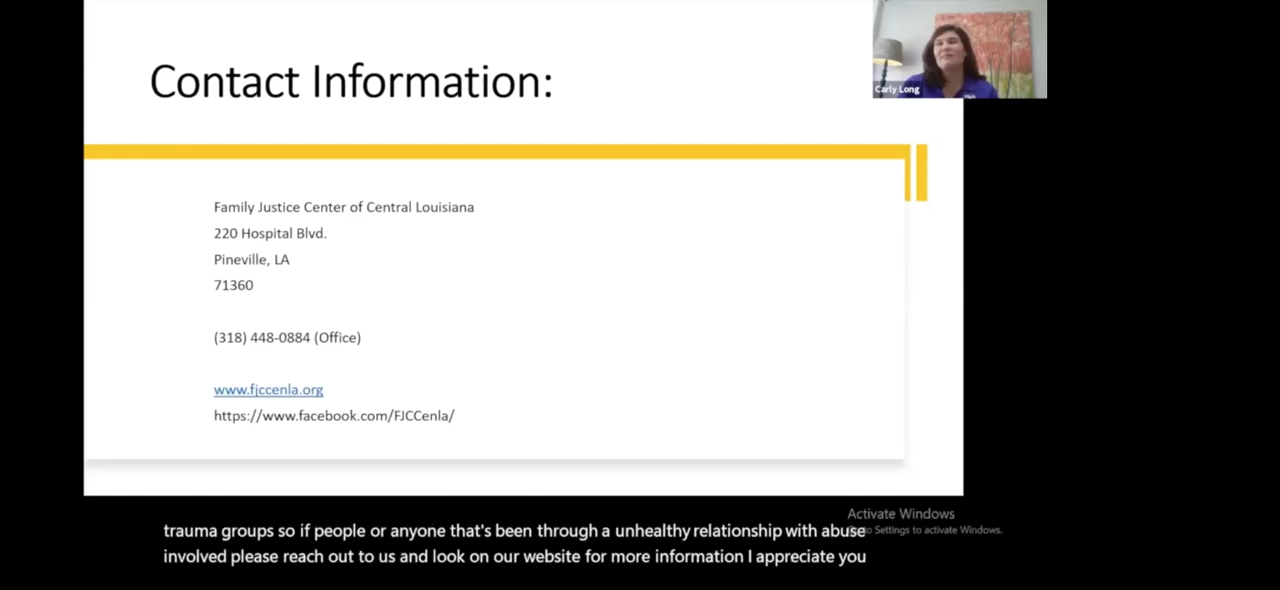 Contact Information:
Carly Long
Family Justice Center of Central Louisiana
220 Hospital Blvd.
Pineville, LA
71360
(318) 448-0884 (Office)
www.fjccenla.org
https://www.facebook.com/FJCCenla/
Activate Windows
Go to Settings to activate Windows.
trauma groups so if people or anyone that's been through a unhealthy relationship with abuse
involved please reach out to us and look on our website for more information I appreciate you